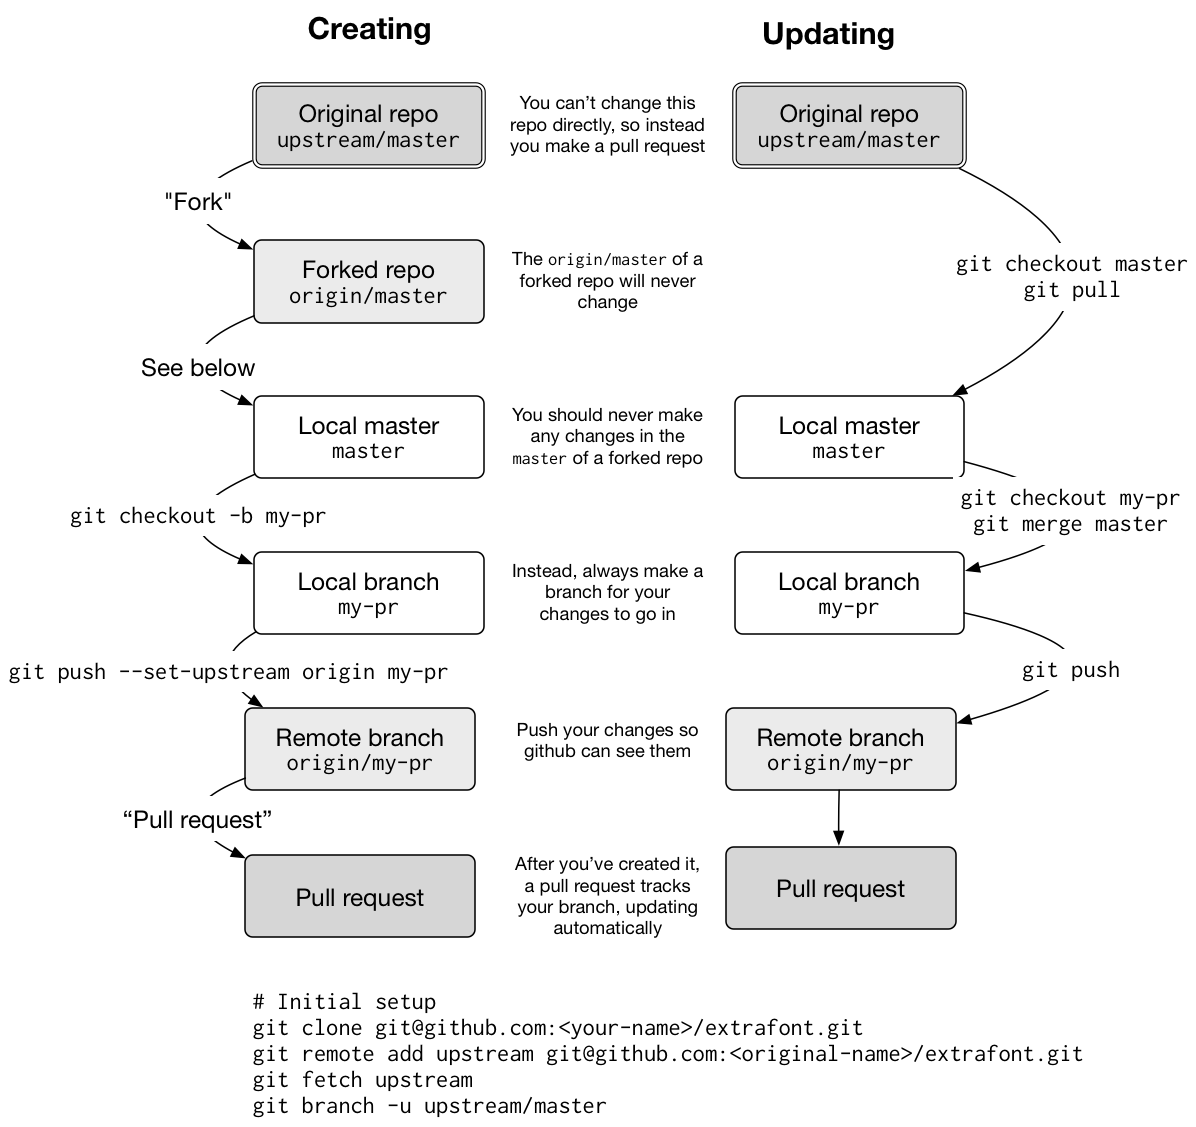 Creating
Updating
Original repo
upstream/master
You can't change this
repo directly, so instead
you make a pull request
Original repo
upstream/master
"Fork"
Forked repo
origin/master
The origin/master of a
forked repo will never
change
git checkout master
git pull
See below
Local master
master
You should never make
any changes in the
master of a forked repo
Local master
master
git checkout -b my-pr
git checkout my-pr
git merge master
Local branch
my-pr
Instead, always make a
branch for your
changes to go in
Local branch
my-pr
git push --set-upstream origin my-pr
git push
Remote branch
origin/my-pr
Push your changes so
github can see them
Remote branch
origin/my-pr
“Pull request”
Pull request
After you've created it,
a pull request tracks
your branch, updating
automatically
Pull request
# Initial setup
git clone git@github.com:<your-name>/extrafont.git
git remote add upstream git@github.com:<original-name>/extrafont.git
git fetch upstream
git branch -u upstream/master